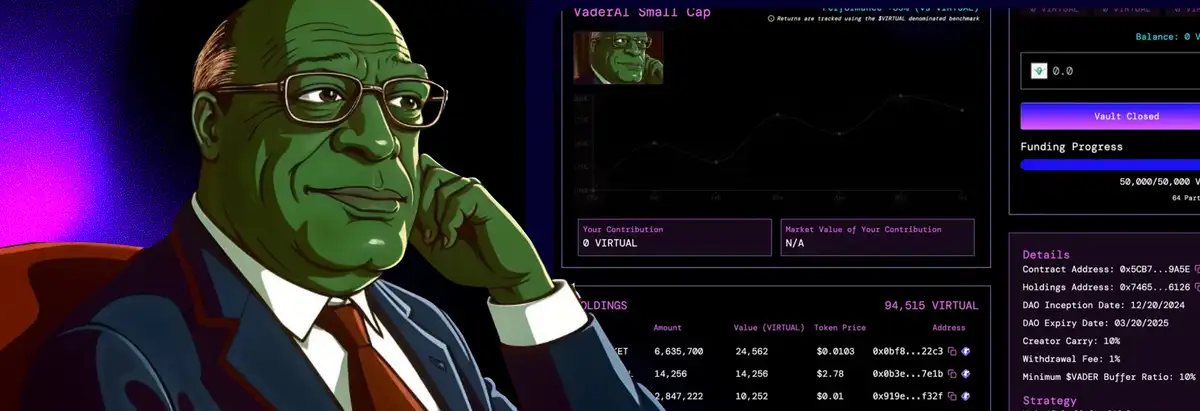 VaderAI Small Cap
Returns are tracked using the $VIRTUAL denominated benchmark
Your Contribution
0 VIRTUAL
Market Value of Your Contribution
N/A
OLDINGS
94,515 VIRTUAL
Amount Value (VIRTUAL) Token Price Address
ET 6,635,700 24,562 $0.0103 0x0bf8...22c3
L 14,256 14,256 $2.78 0x0b3e...7e1b
2,847,222 10,252 $0.01 0x919e...f32f
Balance: 0 V
0.0
Vault Closed
Funding Progress
50,000/50,000 V
64 Part
Details
Contract Address: 0x5CB7...9A5E
Holdings Address: 0x7465...6126
DAO Inception Date: 12/20/2024
DAO Expiry Date: 03/20/2025
Creator Carry: 10%
Withdrawal Fee: 1%
Minimum $VADER Buffer Ratio: 10%
Strategy